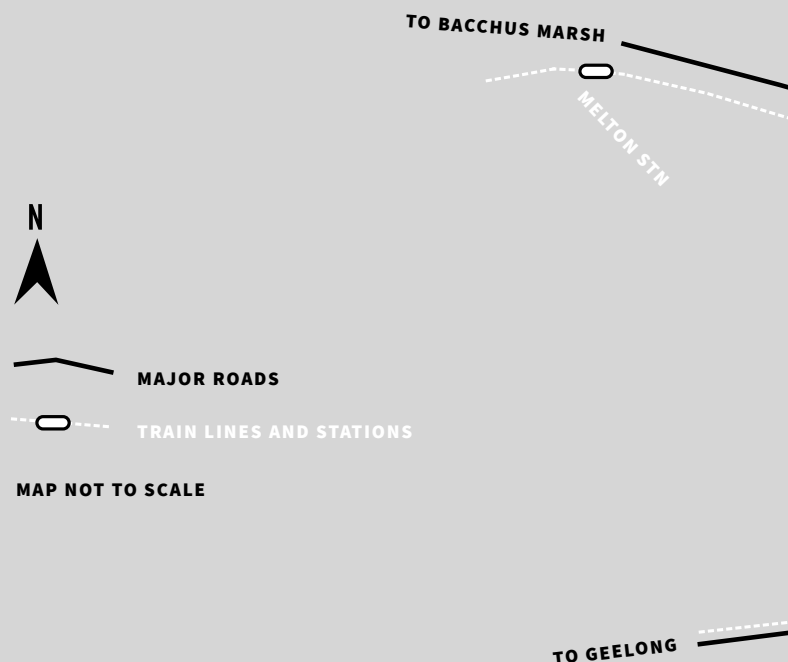 TO BACCHUS MARSH
MELTON STN
N
MAJOR ROADS
TRAIN LINES AND STATIONS
MAP NOT TO SCALE
TO GEELONG